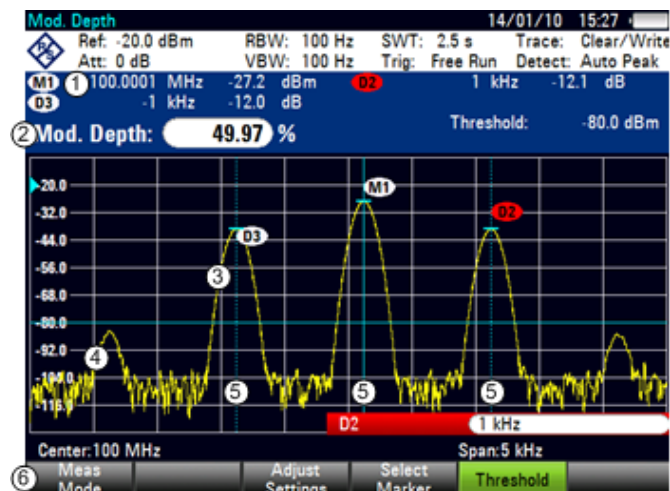 Mod. Depth 14/01/10 15:27
R S Ref: -20.0 dBm RBW: 100 Hz SWT: 2.5 s Trace: Clear/Write
Att: 0 dB VBW: 100 Hz Trig: Free Run Detect: Auto Peak
M1 1 100.0001 MHz -27.2 dBm D2 1 kHz -12.1 dB
D3 -1 kHz -12.0 dB
2 Mod. Depth: 49.97 % Threshold: -80.0 dBm
-20.0
M1
-32.0
D2
D3
-44.0
-56.0
3
-68.0
-80.0
-92.0
4
5 5 5
D2 1 kHz
Center:100 MHz Span:5 kHz
6 Meas Mode
Adjust Settings
Select Marker
Threshold